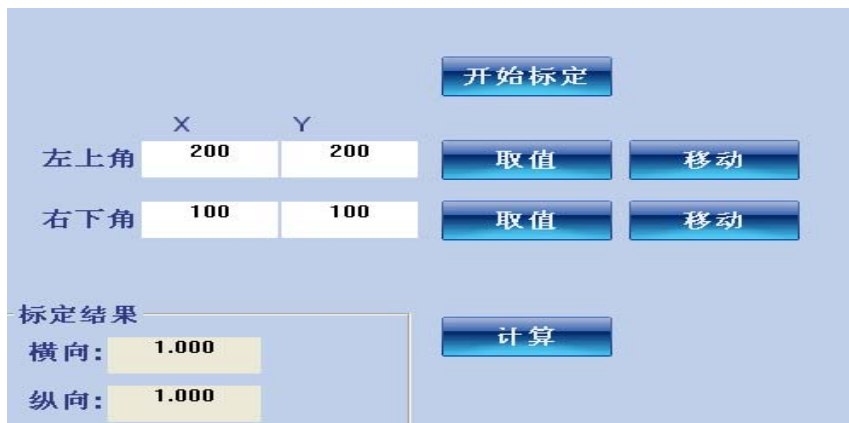 开始标定
X Y
左上角 200 200 取值 移动
右下角 100 100 取值 移动
标定结果
横向: 1.000 计算
纵向: 1.000